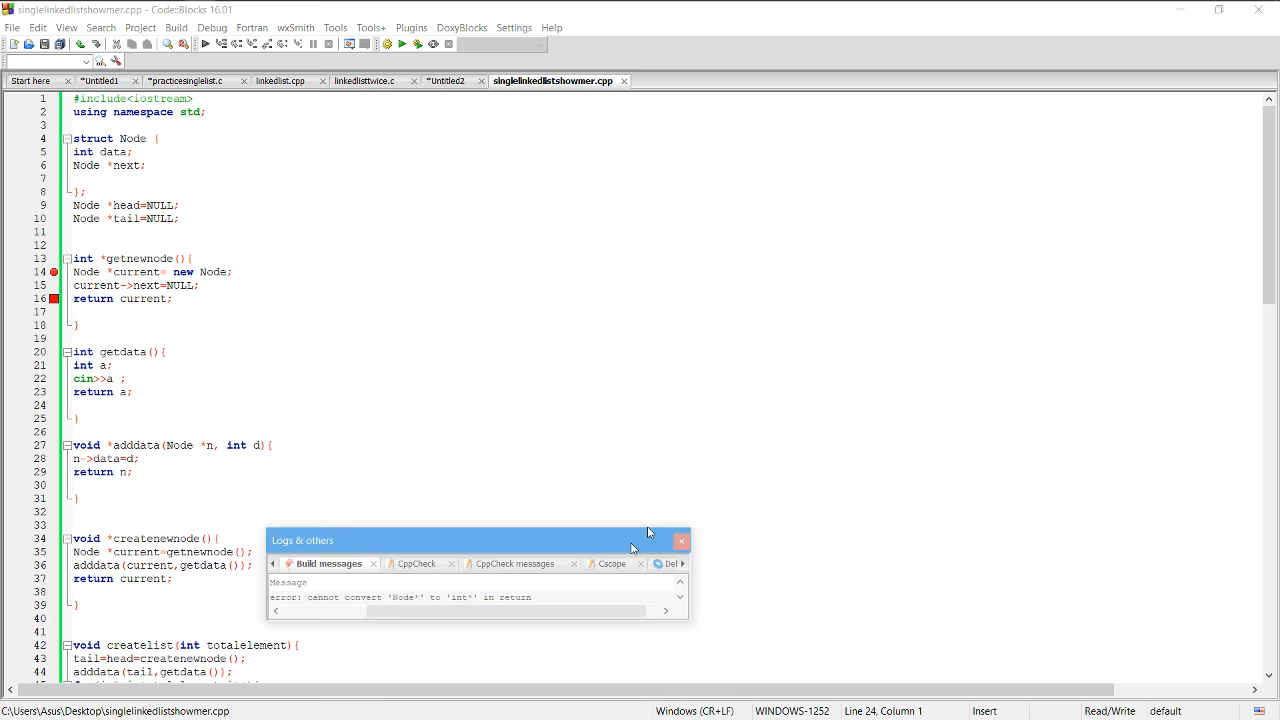 singlelinkedlistshowmer.cpp - Code::Blocks 16.01
File Edit View Search Project Build Debug Fortran wxSmith Tools Tools+ Plugins DoxyBlocks Settings Help
Start here *Untitled1 *practicesinglelist.c linkedlist.cpp linkedlisttwice.c *Untitled2 singlelinkedlistshowmer.cpp
1 #include<iostream>
2 using namespace std;
3
4 struct Node {
5 int data;
6 Node *next;
7
8 };
9 Node *head=NULL;
10 Node *tail=NULL;
11
12
13 int *getnewnode(){
14 Node *current= new Node;
15 current->next=NULL;
16 return current;
17
18 }
19
20 int getdata(){
21 int a;
22 cin>>a ;
23 return a;
24
25 }
26
27 void *adddata(Node *n, int d){
28 n->data=d;
29 return n;
30
31 }
32
33
34 void *createnewnode(){
35 Node *current=getnewnode();
36 adddata(current,getdata());
37 return current;
38
39 }
40
41
42 void createlist(int totalelement){
43 tail=head=createnewnode();
44 adddata(tail,getdata());
Logs & others
Build messages CppCheck CppCheck messages Cscope Del
Message
error: cannot convert 'Node*' to 'int*' in return
C:\Users\Asus\Desktop\singlelinkedlistshowmer.cpp Windows (CR+LF) WINDOWS-1252 Line 24, Column 1 Insert Read/Write default